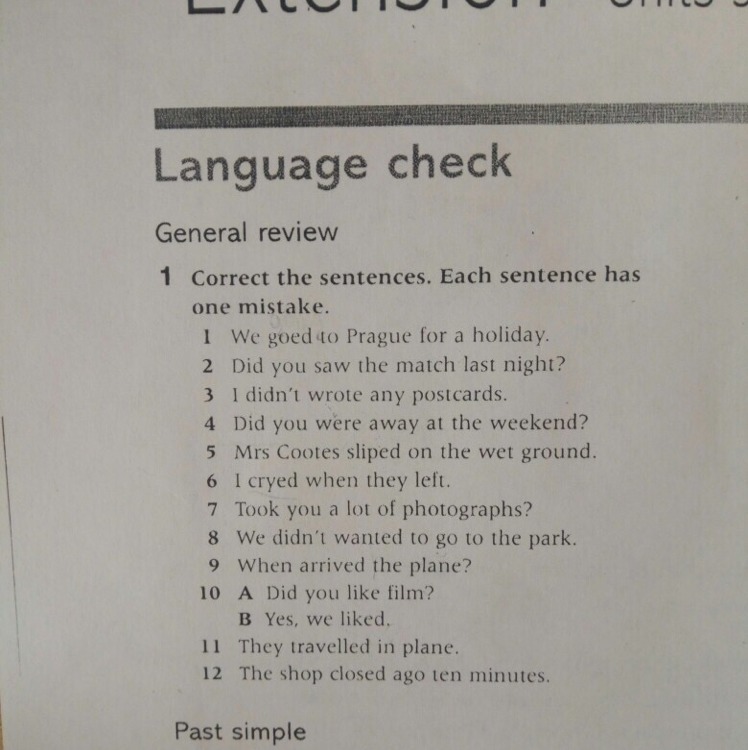 Extension Units
Language check
General review
1 Correct the sentences. Each sentence has
one mistake.
1 We goed to Prague for a holiday.
2 Did you saw the match last night?
3 I didn't wrote any postcards.
4 Did you were away at the weekend?
5 Mrs Cootes sliped on the wet ground.
6 I cryed when they left.
7 Took you a lot of photographs?
8 We didn't wanted to go to the park.
9 When arrived the plane?
10 A Did you like film?
B Yes, we liked.
11 They travelled in plane.
12 The shop closed ago ten minutes.
Past simple